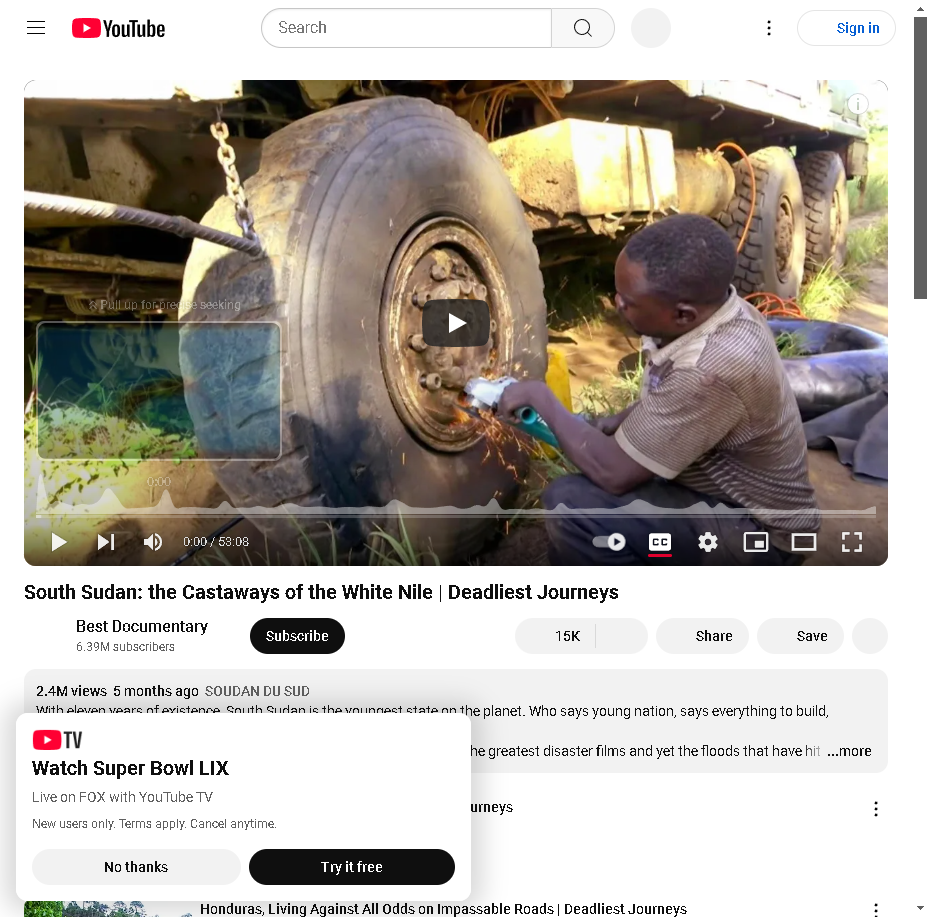 YouTube
Search
Sign in
Pull up for precise seeking
0:00
0:00 / 53:08
CC
South Sudan: the Castaways of the White Nile | Deadliest Journeys
Best Documentary
6.39M subscribers
Subscribe
15K
Share
Save
2.4M views 5 months ago SOUDAN DU SUD
With eleven years of existence, South Sudan is the youngest state on the planet. Who says young nation, says everything to build,
he greatest disaster films and yet the floods that have hit ...more
TV
Watch Super Bowl LIX
Live on FOX with YouTube TV
New users only. Terms apply. Cancel anytime.
No thanks
Try it free
urneys
Honduras, Living Against All Odds on Impassable Roads | Deadliest Journeys